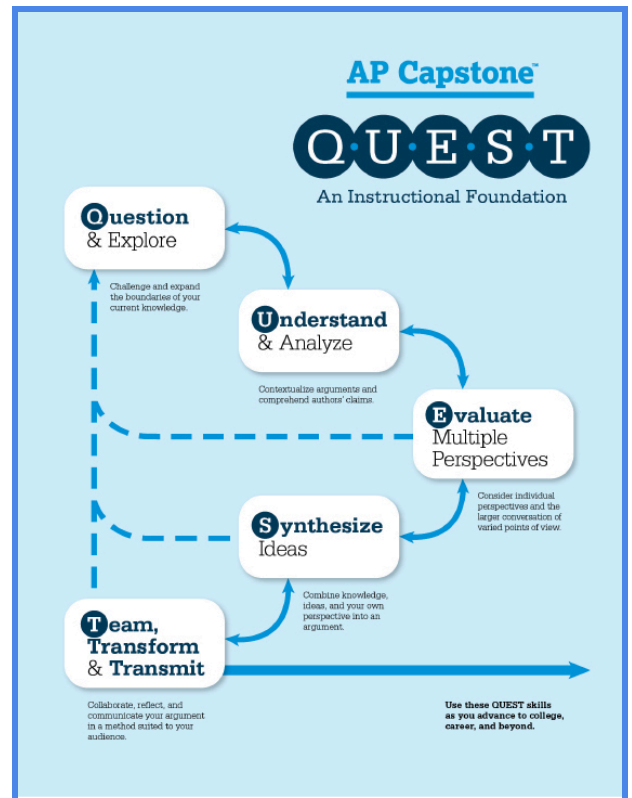 AP Capstone™
Q·U·E·S·T
An Instructional Foundation
Question
& Explore
Challenge and expand
the boundaries of your
current knowledge.
Understand
& Analyze
Contextualize arguments and
comprehend authors' claims.
Evaluate
Multiple
Perspectives
Consider individual
perspectives and the
larger conversation of
varied points of view.
Synthesize
Ideas
Combine knowledge,
ideas, and your own
perspective into an
argument.
Team,
Transform
& Transmit
Collaborate, reflect, and
communicate your argument
in a method suited to your
audience.
Use these QUEST skills
as you advance to college,
career, and beyond.